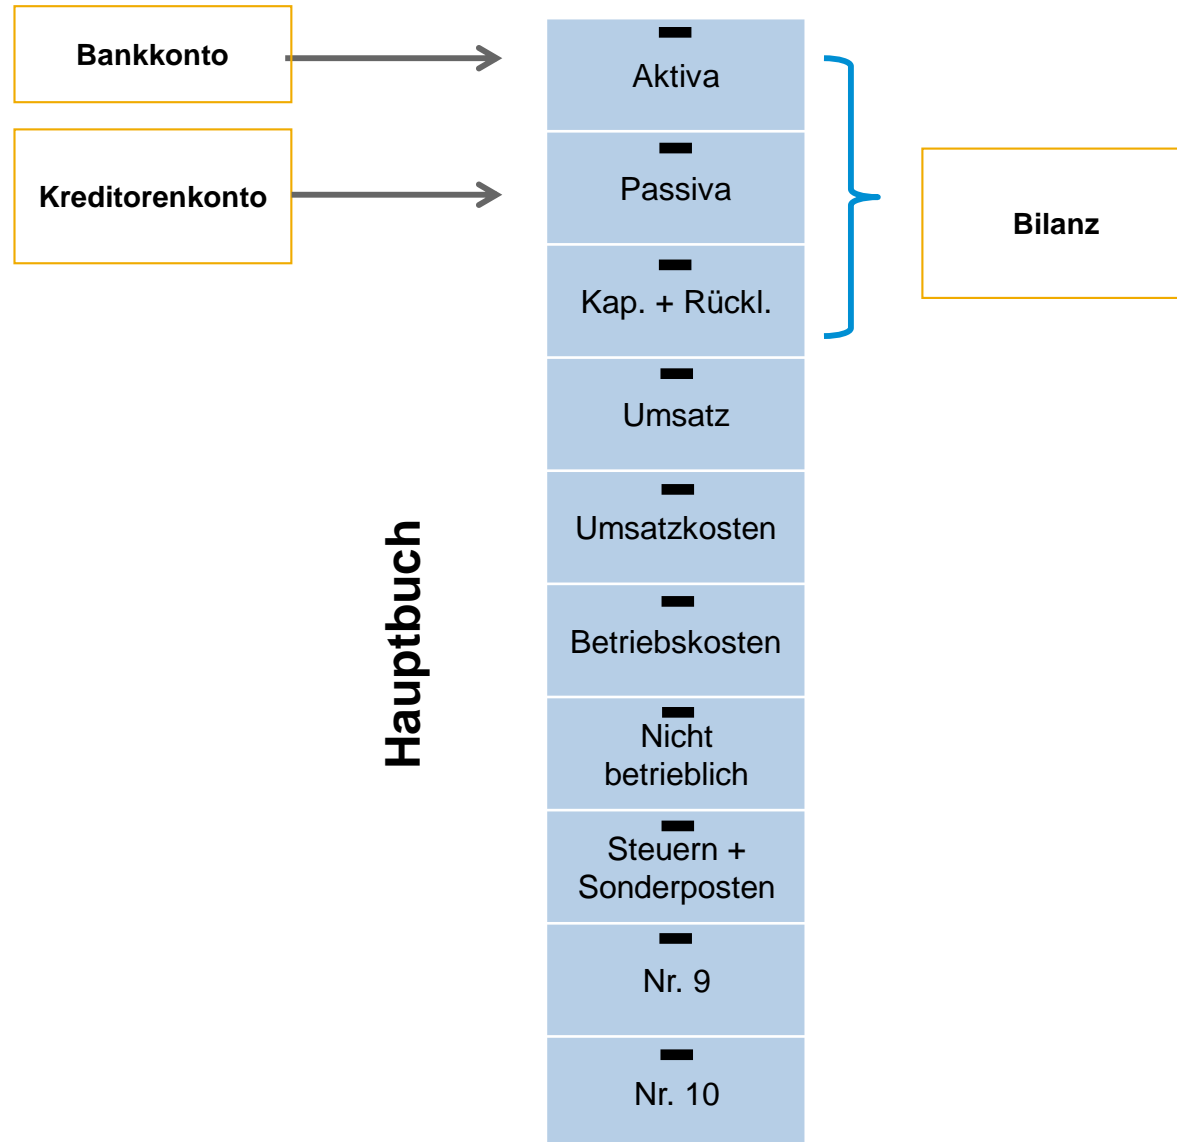 Bankkonto
Kreditorenkonto
Hauptbuch
Aktiva
Passiva
Kap. + Rückl.
Umsatz
Umsatzkosten
Betriebskosten
Nicht
betrieblich
Steuern +
Sonderposten
Nr. 9
Nr. 10
Bilanz